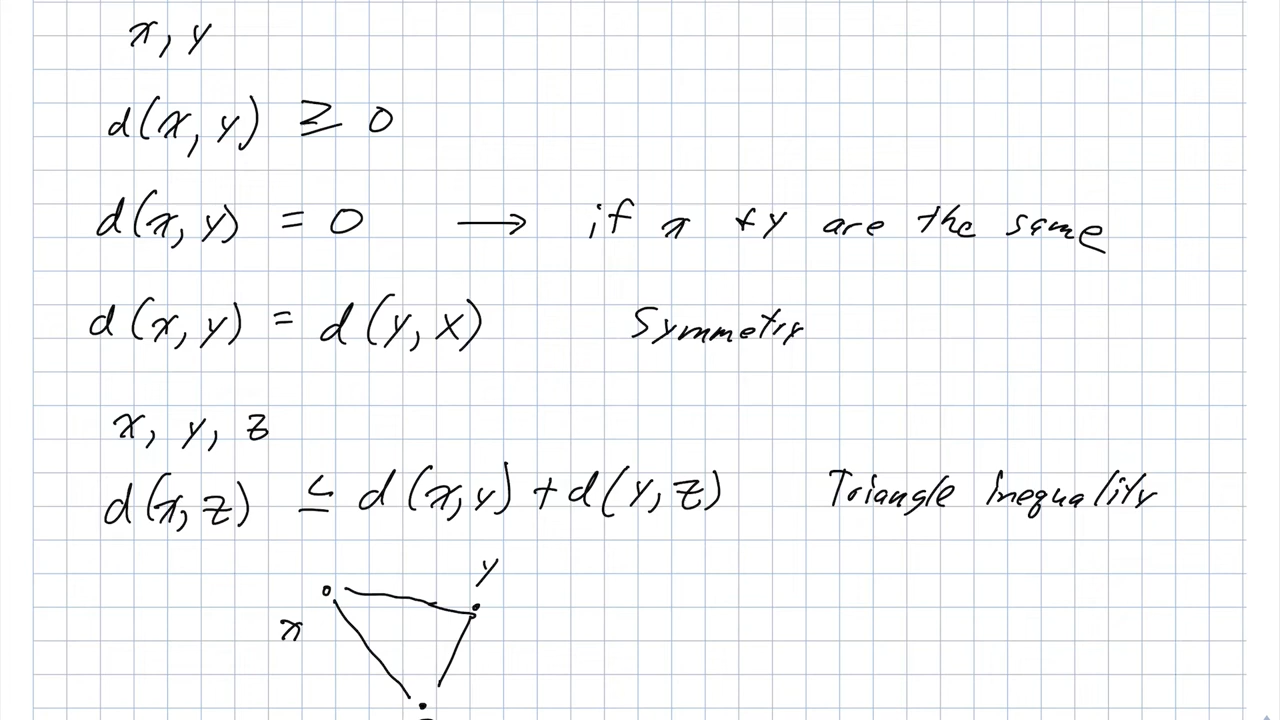 x, y
d(x, y) ≥ 0
d(x, y) = 0 → if x + y are the same
d(x, y) = d(y, x) Symmetry
x, y, z
d(x, z) ≤ d(x, y) + d(y, z) Triangle inequality
y
x